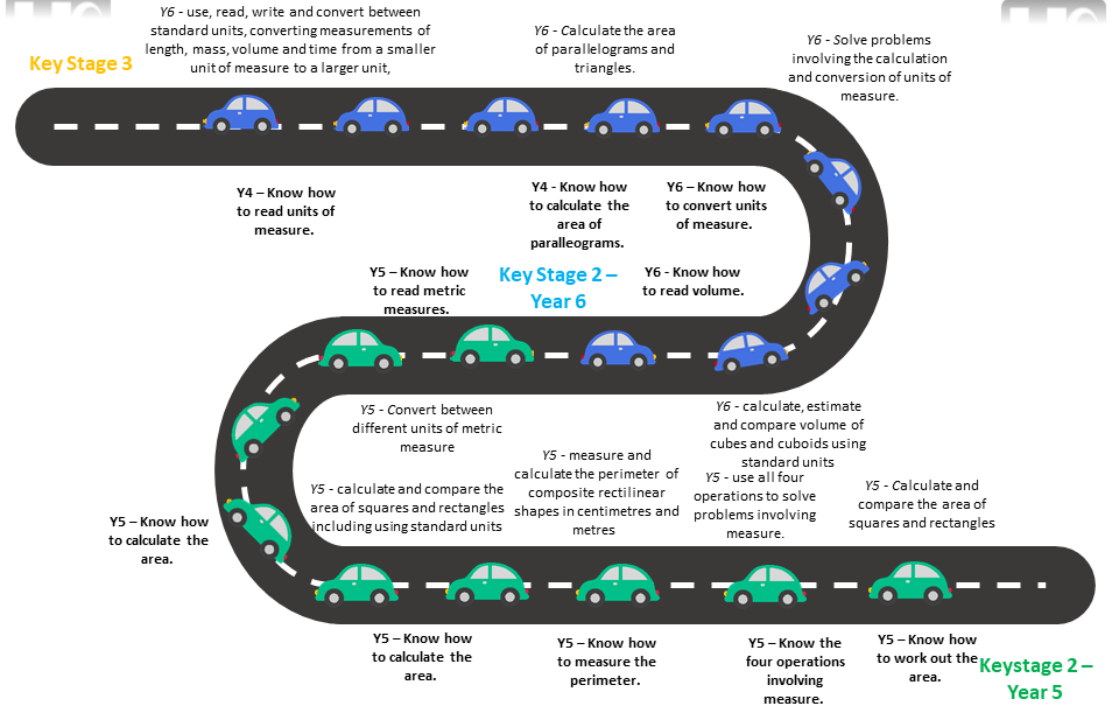 Y6 - use, read, write and convert between
standard units, converting measurements of
length, mass, volume and time from a smaller
unit of measure to a larger unit,
Y6 - Calculate the area
of parallelograms and
triangles.
Y6 - Solve problems
involving the calculation
and conversion of units of
measure.
Key Stage 3
Y4 – Know how
to read units of
measure.
Y4 - Know how
to calculate the
area of
paralleograms.
Y6 – Know how
to convert units
of measure.
Y5 – Know how
to read metric
measures.
Key Stage 2 –
Year 6
Y6 - Know how
to read volume.
Y5 - Convert between
different units of metric
measure
Y6 - calculate, estimate
and compare volume of
cubes and cuboids using
standard units
Y5 - calculate and compare the
area of squares and rectangles
including using standard units
Y5 - measure and
calculate the perimeter of
composite rectilinear
shapes in centimetres and
metres
Y5 - use all four
operations to solve
problems involving
measure.
Y5 - Calculate and
compare the area of
squares and rectangles
Y5 – Know how
to calculate the
area.
Y5 – Know how
to calculate the
area.
Y5 – Know how
to measure the
perimeter.
Y5 – Know the
four operations
involving
measure.
Y5 – Know how
to work out the
area.
Keystage 2 –
Year 5